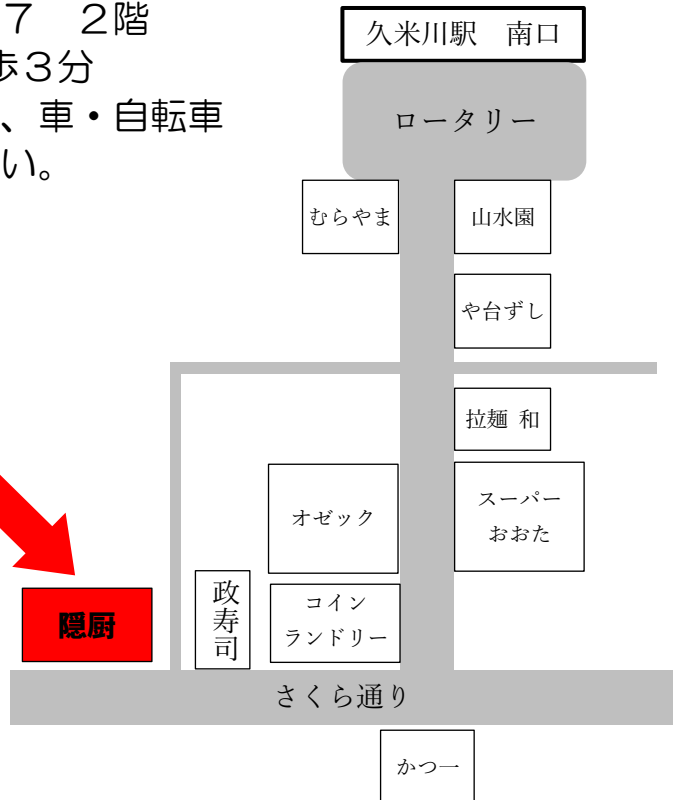 ７　２階
歩３分
、車・自転車
い。
久米川駅　南口
ロータリー
むらやま
山水園
や台ずし
拉麺 和
オゼック
スーパー
おおた
政寿司
コイン
ランドリー
隠厨
さくら通り
かつ一